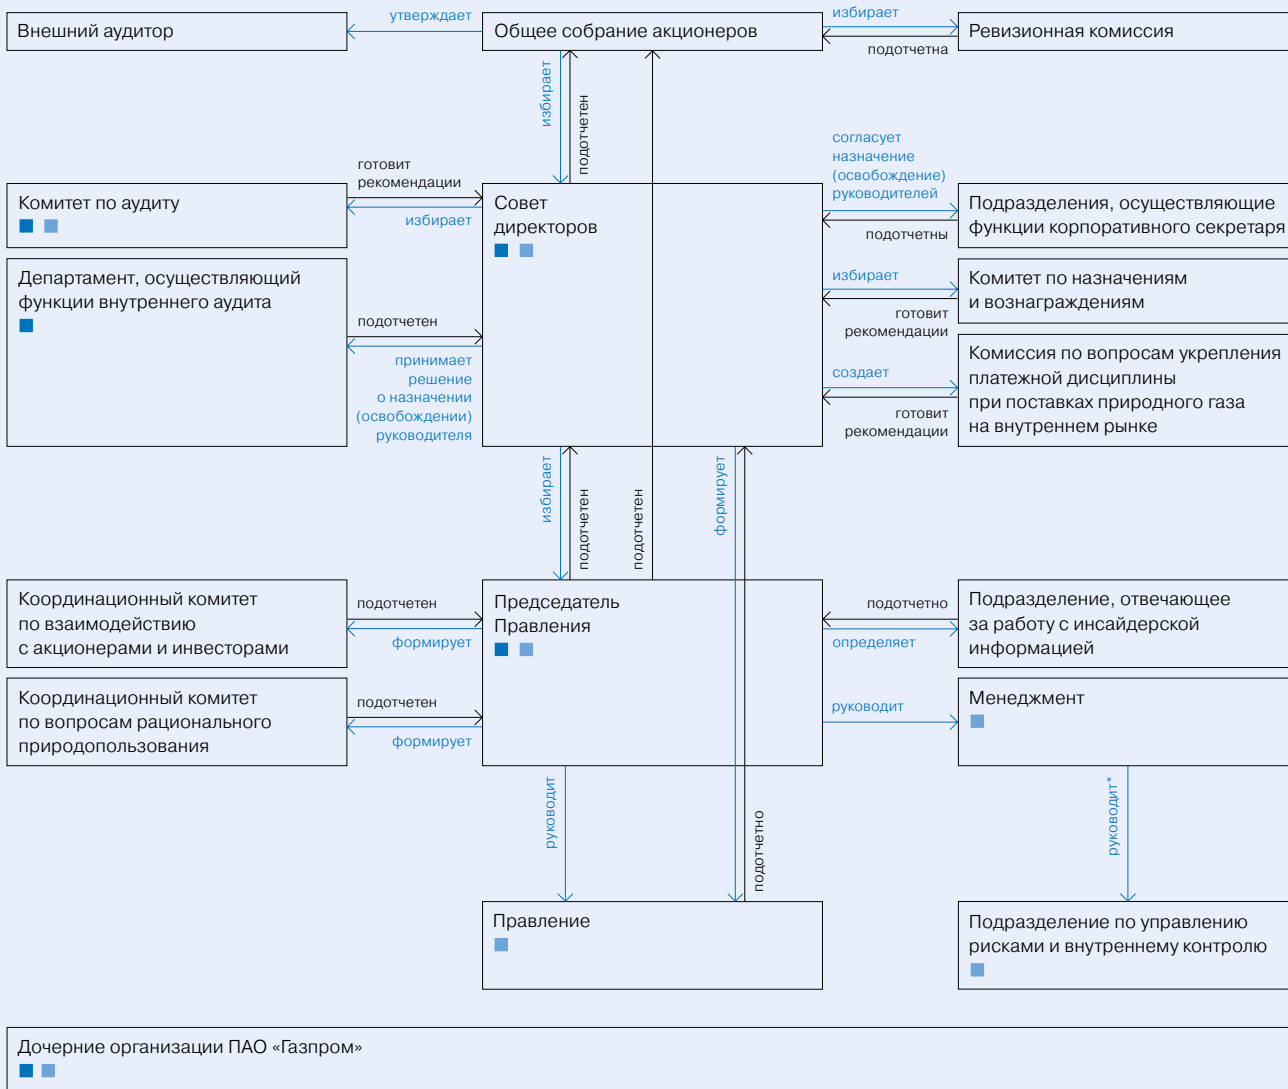 Внешний аудитор
утверждает
Общее собрание акционеров
избирает
подотчетна
Ревизионная комиссия
избирает
подотчетен
Комитет по аудиту
готовит
рекомендации
избирает
Совет
директоров
согласует
назначение
(освобождение)
руководителей
подотчетны
Подразделения, осуществляющие
функции корпоративного секретаря
Департамент, осуществляющий
функции внутреннего аудита
подотчетен
принимает
решение
о назначении
(освобождении)
руководителя
избирает
готовит
рекомендации
Комитет по назначениям
и вознаграждениям
создает
готовит
рекомендации
Комиссия по вопросам укрепления
платежной дисциплины
при поставках природного газа
на внутреннем рынке
избирает
подотчетен
подотчетен
формирует
Координационный комитет
по взаимодействию
с акционерами и инвесторами
подотчетен
формирует
Председатель
Правления
подотчетно
определяет
Подразделение, отвечающее
за работу с инсайдерской
информацией
Координационный комитет
по вопросам рационального
природопользования
подотчетен
формирует
руководит
Менеджмент
руководит
подотчетно
руководит*
Правление
Подразделение по управлению
рисками и внутреннему контролю
Дочерние организации ПАО «Газпром»